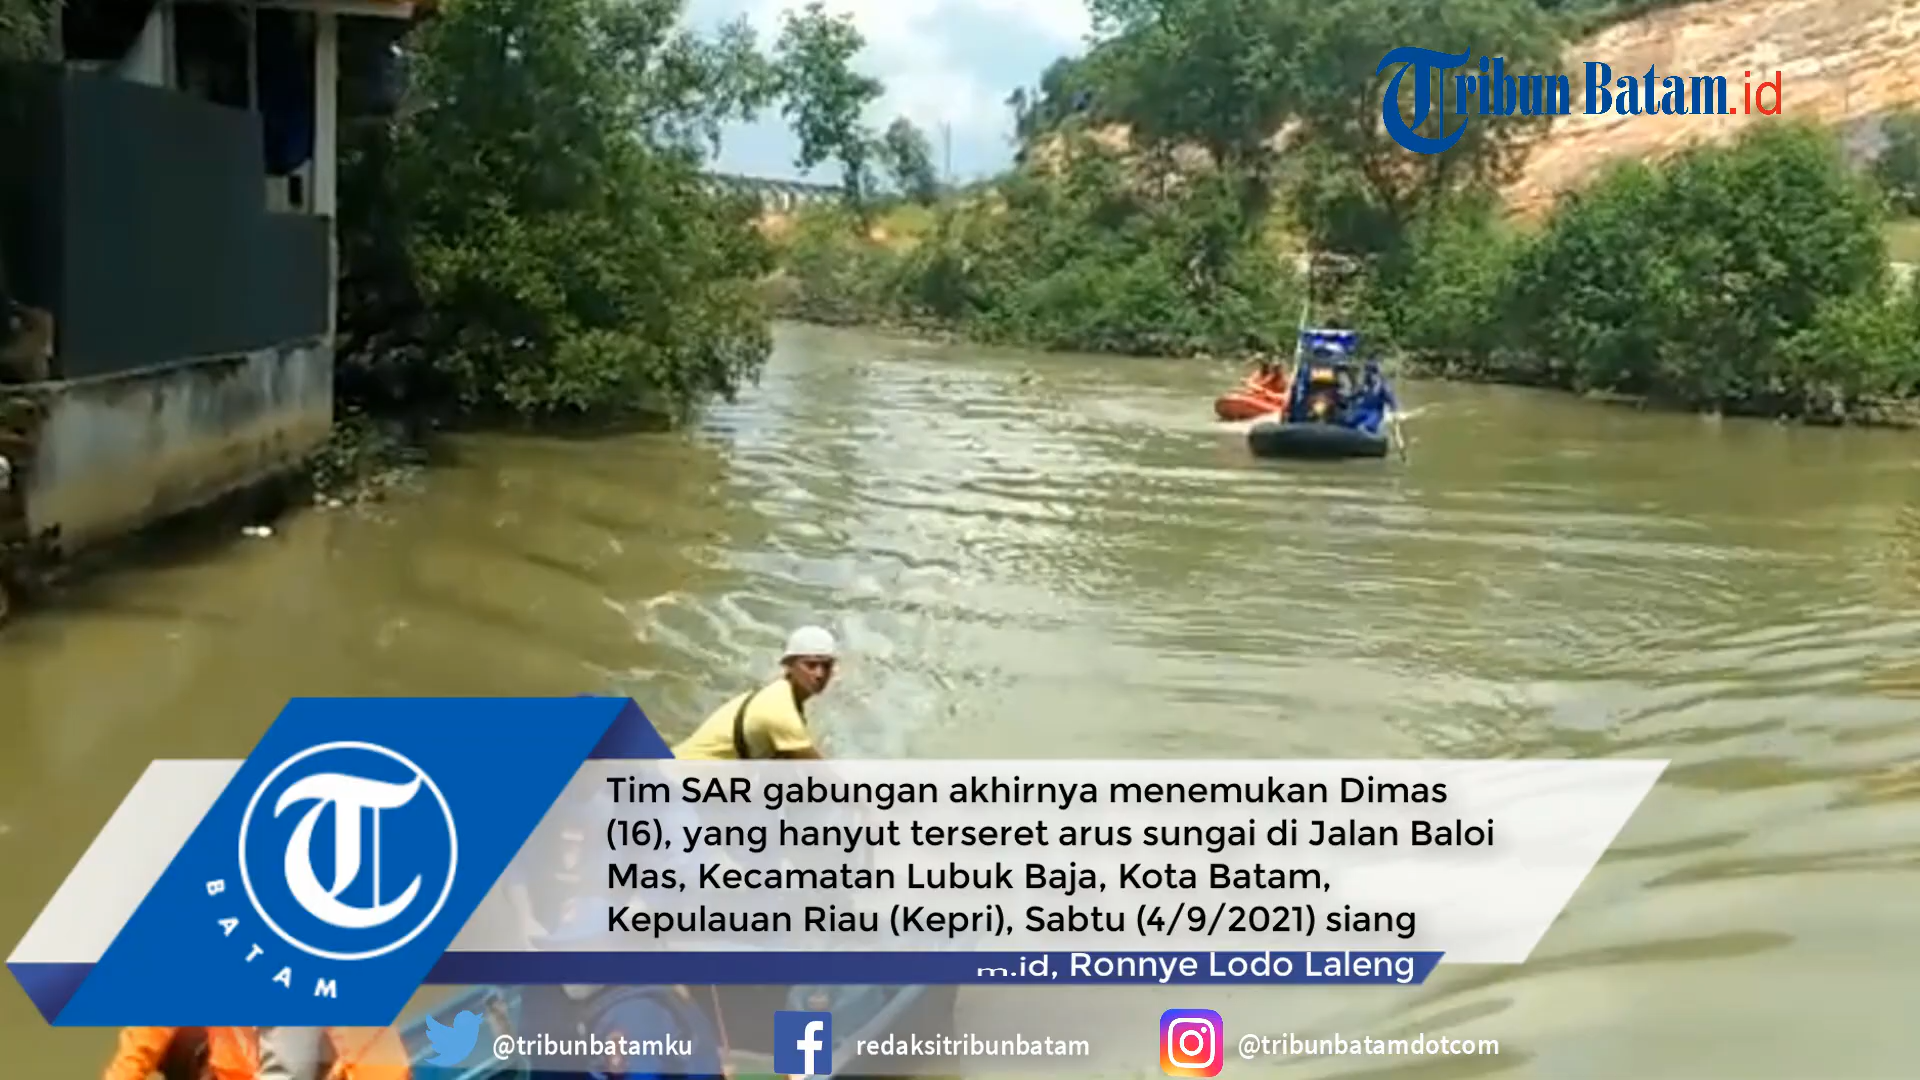 Tribun Batam.id
Tim SAR gabungan akhirnya menemukan Dimas
(16), yang hanyut terseret arus sungai di Jalan Baloi
Mas, Kecamatan Lubuk Baja, Kota Batam,
Kepulauan Riau (Kepri), Sabtu (4/9/2021) siang
m.id, Ronnye Lodo Laleng
T
BATAM
@tribunbatamku
redaksitribunbatam
@tribunbatamdotcom